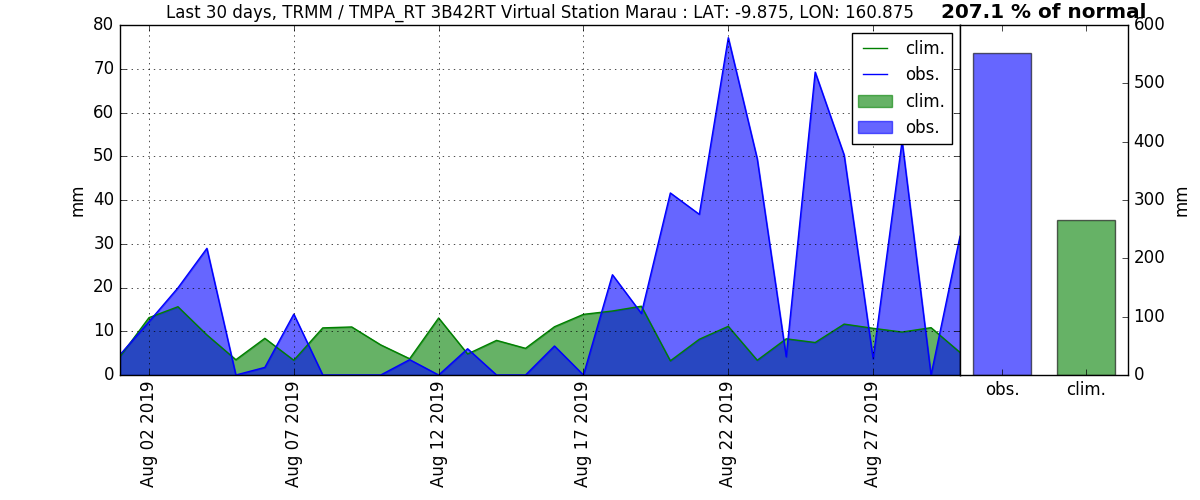 Last 30 days, TRMM / TMPA_RT 3B42RT Virtual Station Marau : LAT: -9.875, LON: 160.875
207.1 % of normal
80
70
60
50
40
30
20
10
0
mm
clim.
obs.
clim.
obs.
600
500
400
300
200
100
0
mm
obs.
clim.
Aug 02 2019
Aug 07 2019
Aug 12 2019
Aug 17 2019
Aug 22 2019
Aug 27 2019